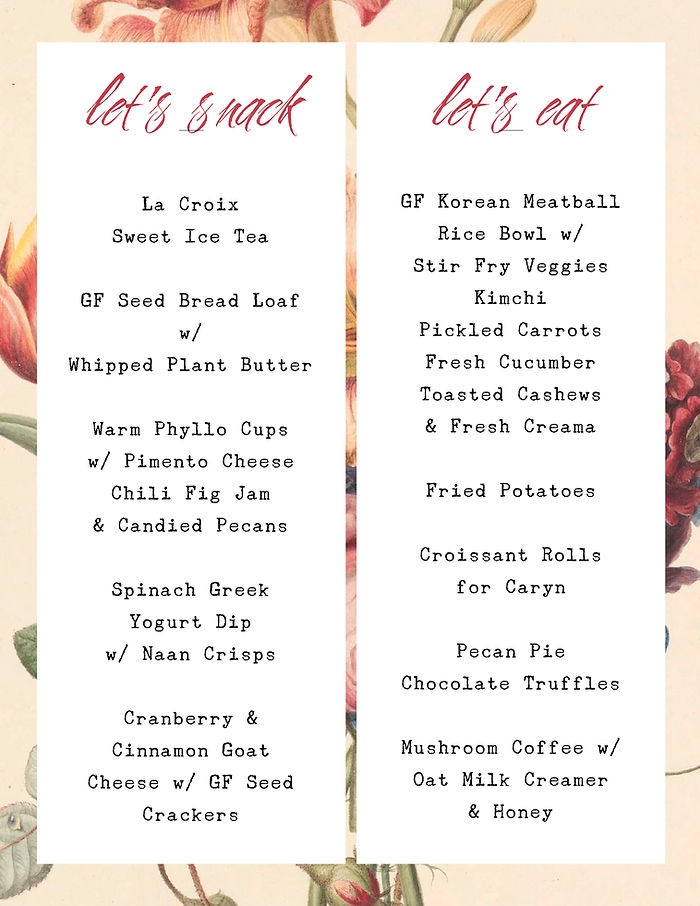 let's snack
La Croix
Sweet Ice Tea
GF Seed Bread Loaf
w/
Whipped Plant Butter
Warm Phyllo Cups
w/ Pimento Cheese
Chili Fig Jam
& Candied Pecans
Spinach Greek
Yogurt Dip
w/ Naan Crisps
Cranberry &
Cinnamon Goat
Cheese w/ GF Seed
Crackers
let's eat
GF Korean Meatball
Rice Bowl w/
Stir Fry Veggies
Kimchi
Pickled Carrots
Fresh Cucumber
Toasted Cashews
& Fresh Creama
Fried Potatoes
Croissant Rolls
for Caryn
Pecan Pie
Chocolate Truffles
Mushroom Coffee w/
Oat Milk Creamer
& Honey